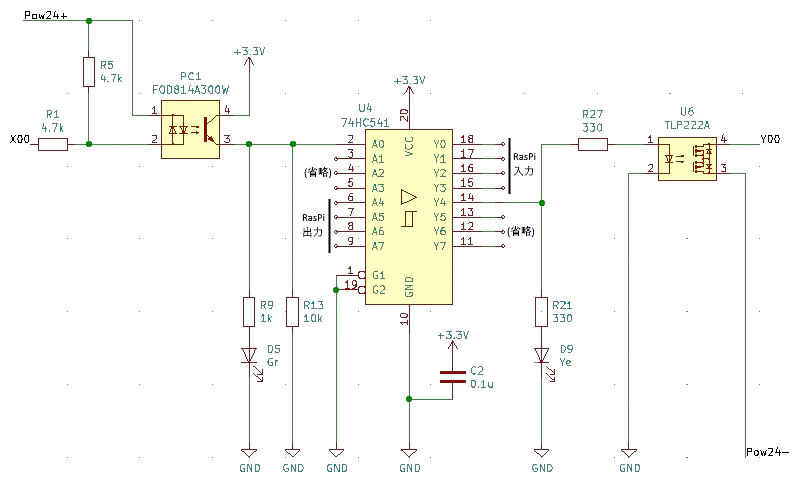 Pow24+
R5
4.7k
PC1
FOD814A300W
1
4
2
3
+3.3V
X00
R1
4.7k
+3.3V
U4
74HC541
20
VCC
2 A0 Y0 18
3 A1 Y1 17
4 A2 Y2 16
5 A3 Y3 15
6 A4 Y4 14
7 A5 Y5 13
8 A6 Y6 12
9 A7 Y7 11
1 G1
19 G2
GND
10
(省略)
RasPi
出力
RasPi
入力
(省略)
R27
330
U6
TLP222A
1
4
2
3
Y00
R9
1k
R13
10k
D5
Gr
+3.3V
C2
0.1u
R21
330
D9
Ye
Pow24-
GND
GND
GND
GND
GND
GND